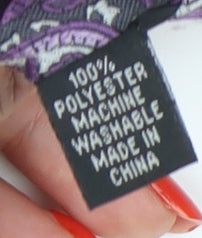 100%
POLYESTER
MACHINE
WASHABLE
MADE IN
CHINA